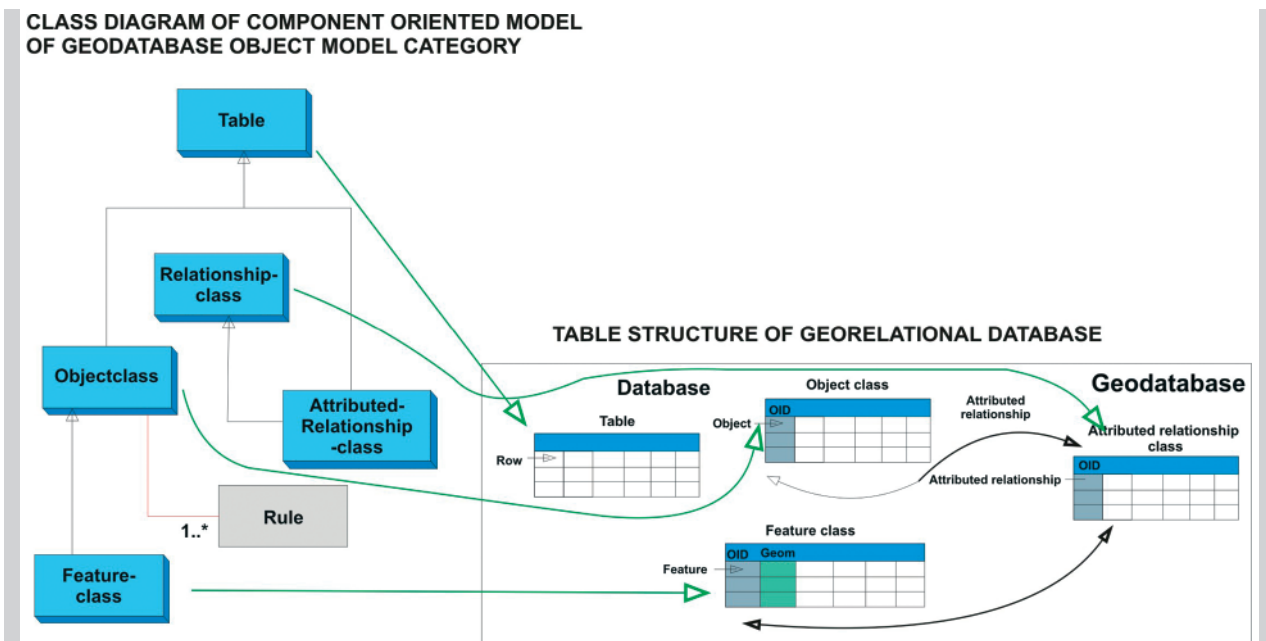 CLASS DIAGRAM OF COMPONENT ORIENTED MODEL
OF GEODATABASE OBJECT MODEL CATEGORY
Table
Relationship-
class
Objectclass
Attributed-
Relationship
-class
1..*
Rule
Feature-
class
TABLE STRUCTURE OF GEORELATIONAL DATABASE
Database
Geodatabase
Table
Row
Object class
OID
Object
Attributed
relationship
Attributed relationship
class
OID
Attributed relationship
Feature class
OID Geom
Feature